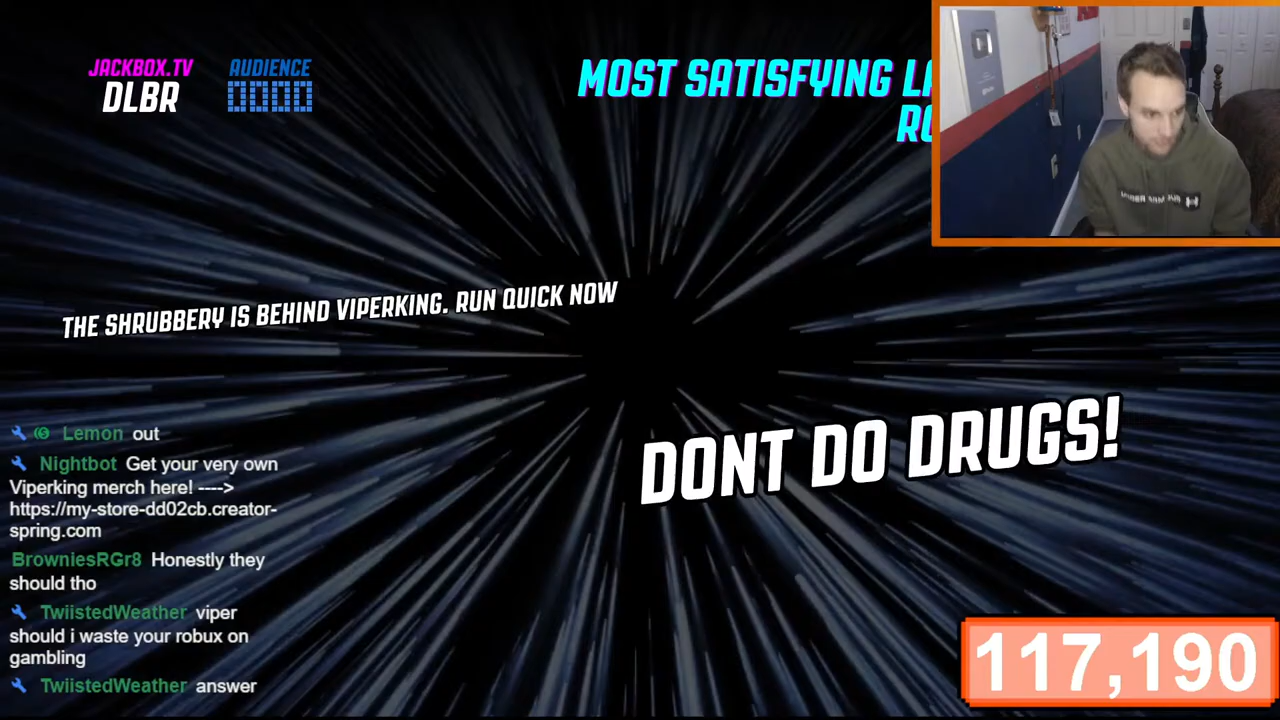 JACKBOX.TV
DLBR
AUDIENCE
0000
MOST SATISFYING
THE SHRUBBERY IS BEHIND VIPERKING. RUN QUICK NOW
DONT DO DRUGS!
Lemon out
Nightbot Get your very own
Viperking merch here! ---->
https://my-store-dd02cb.creator-
spring.com
BrowniesRGr8 Honestly they
should tho
TwiistedWeather viper
should i waste your robux on
gambling
TwiistedWeather answer
UNDER ARMOUR
117,190